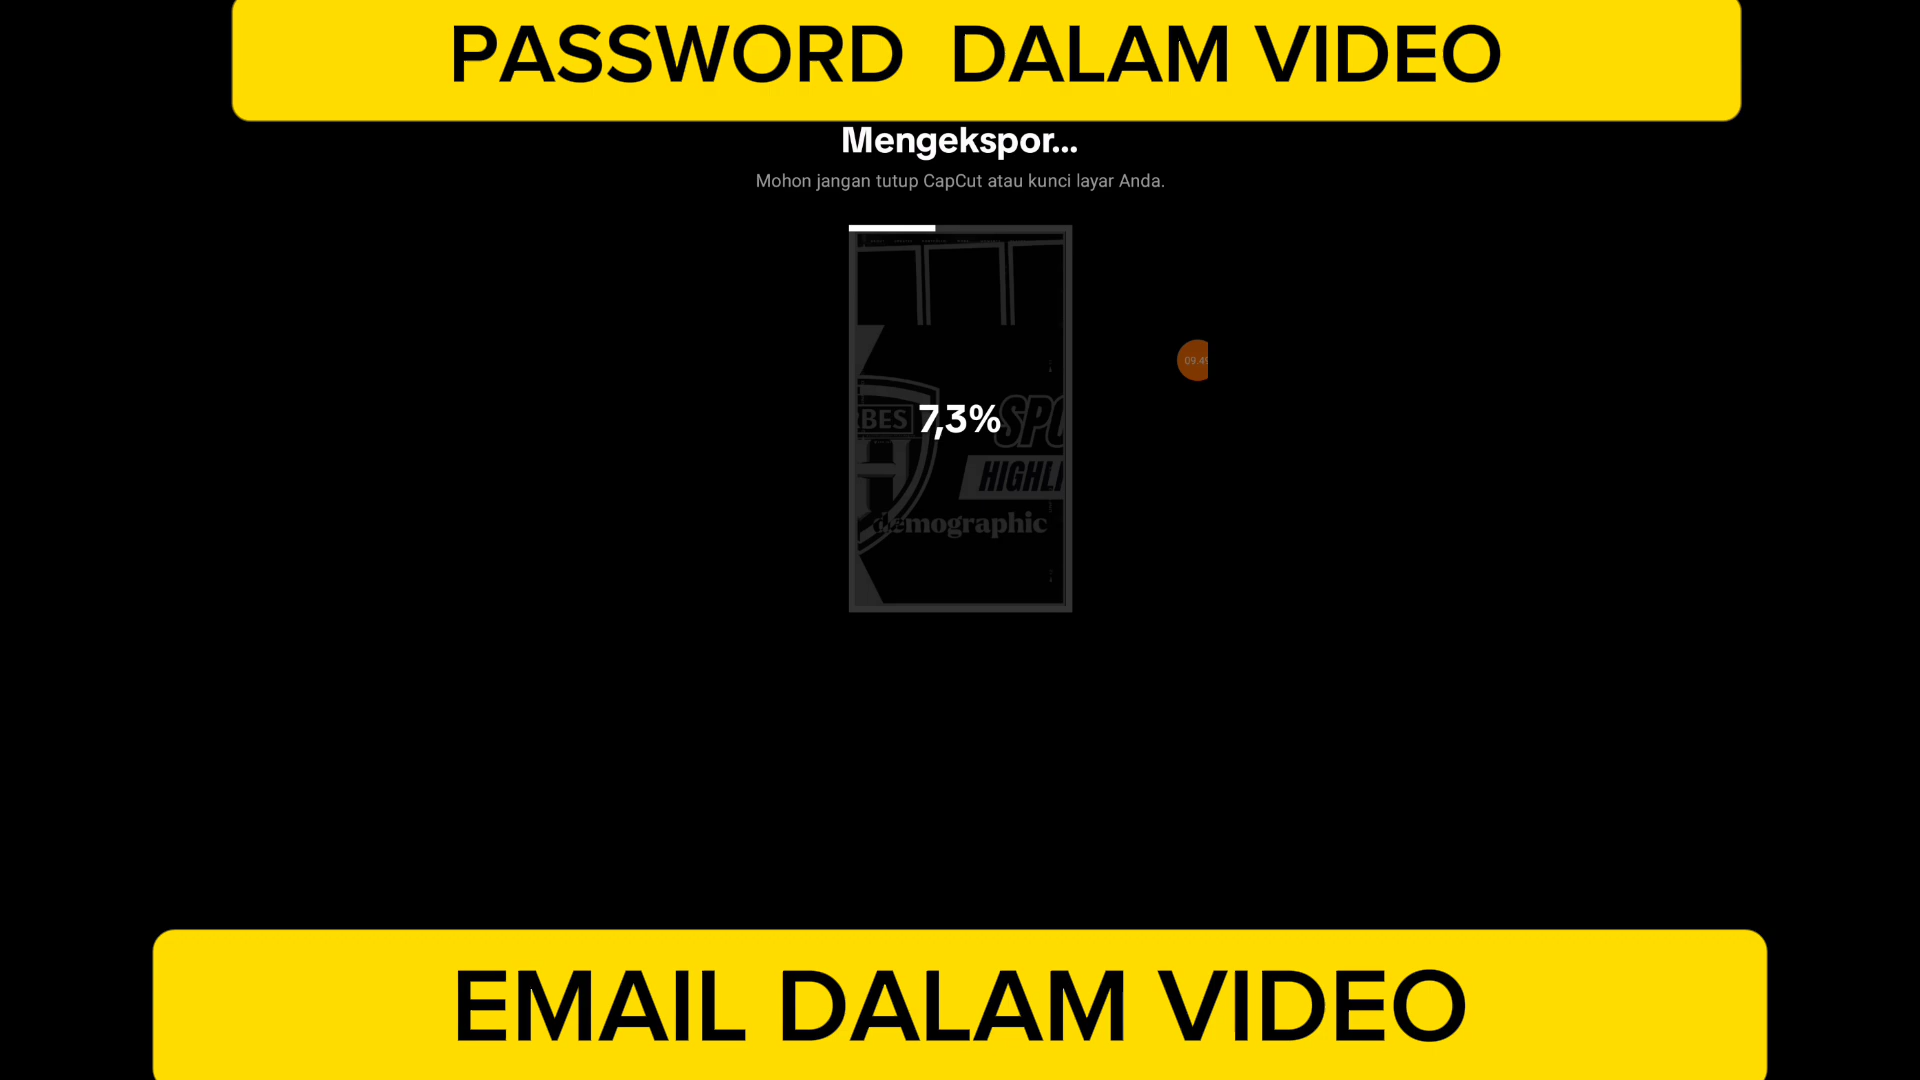 PASSWORD DALAM VIDEO
Mengekspor...
Mohon jangan tutup CapCut atau kunci layar Anda.
7,3%
HIGHLI
demographic
EMAIL DALAM VIDEO